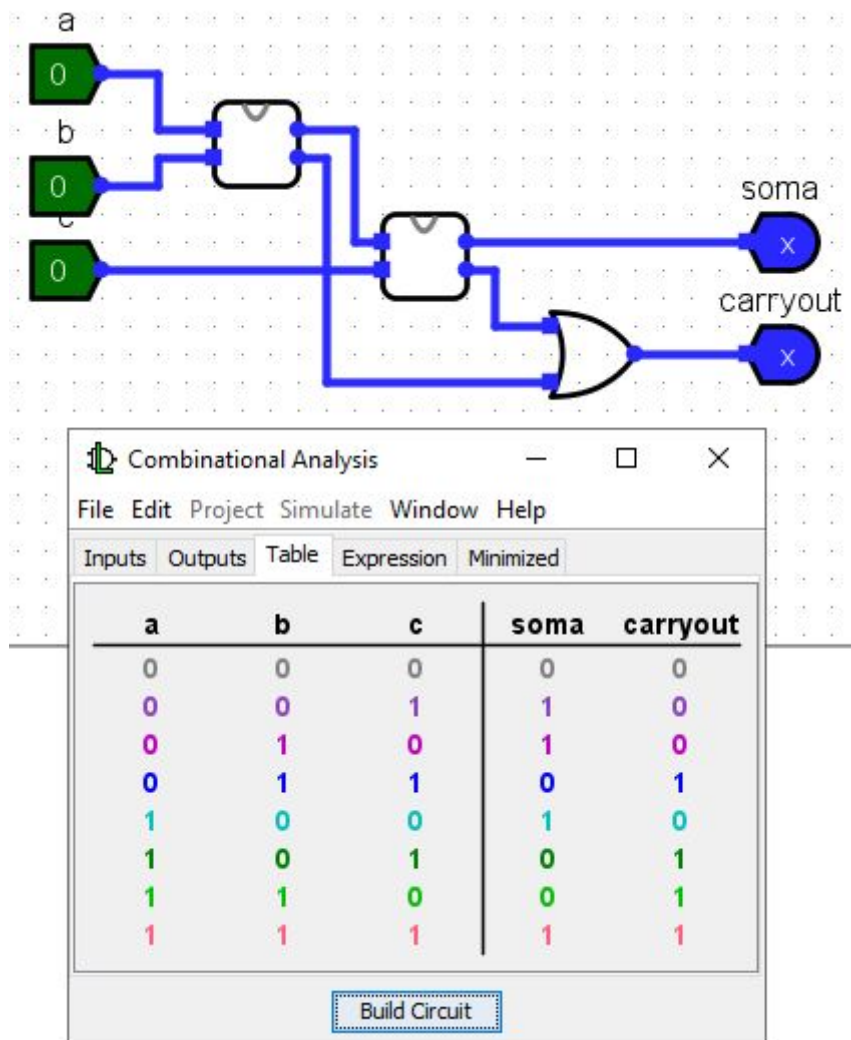 a
0
b
0
c
0
soma
x
carryout
x
Combinational Analysis
File Edit Project Simulate Window Help
Inputs Outputs Table Expression Minimized
a b c soma carryout
0 0 0 0 0
0 0 1 1 0
0 1 0 1 0
0 1 1 0 1
1 0 0 1 0
1 0 1 0 1
1 1 0 0 1
1 1 1 1 1
Build Circuit